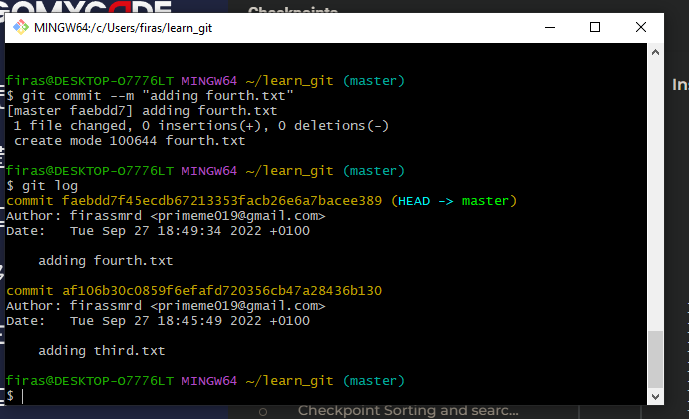 GOMYCODE
Checkpoints
MINGW64:/c/Users/firas/learn_git
firas@DESKTOP-O7776LT MINGW64 ~/learn_git (master)
$ git commit --m "adding fourth.txt"
[master faebdd7] adding fourth.txt
 1 file changed, 0 insertions(+), 0 deletions(-)
 create mode 100644 fourth.txt
firas@DESKTOP-O7776LT MINGW64 ~/learn_git (master)
$ git log
commit faebdd7f45ecdb67213353facb26e6a7bacee389 (HEAD -> master)
Author: firassmrd <primeme019@gmail.com>
Date:   Tue Sep 27 18:49:34 2022 +0100
    adding fourth.txt
commit af106b30c0859f6efafd720356cb47a28436b130
Author: firassmrd <primeme019@gmail.com>
Date:   Tue Sep 27 18:45:49 2022 +0100
    adding third.txt
firas@DESKTOP-O7776LT MINGW64 ~/learn_git (master)
$
Ins
Checkpoint Sorting and searc...